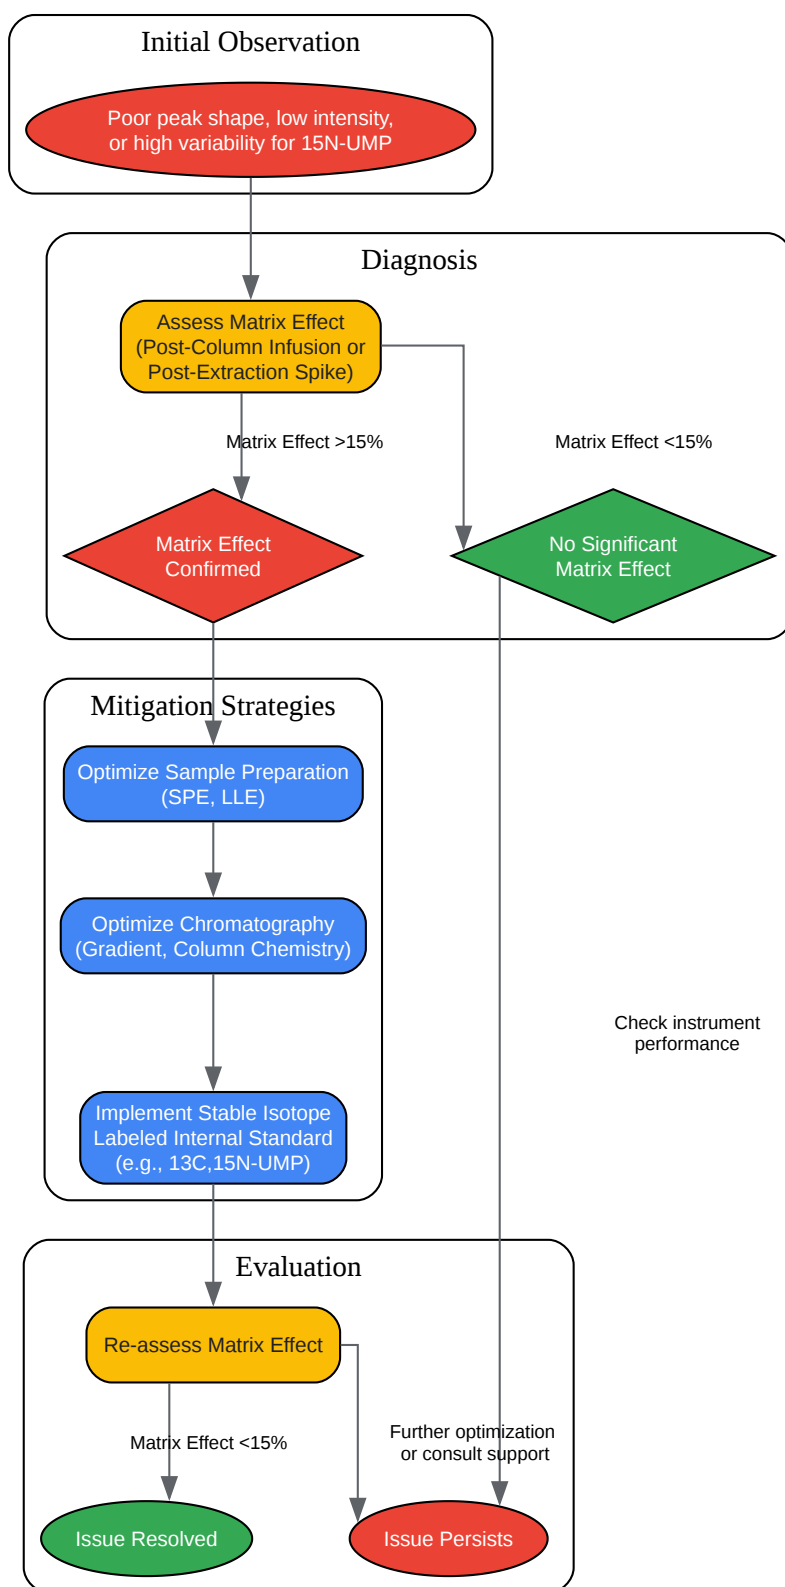 Initial Observation
Poor peak shape, low intensity,
or high variability for 15N-UMP
Diagnosis
Assess Matrix Effect
(Post-Column Infusion or
Post-Extraction Spike)
Matrix Effect >15%
Matrix Effect <15%
Matrix Effect
Confirmed
No Significant
Matrix Effect
Mitigation Strategies
Optimize Sample Preparation
(SPE, LLE)
Optimize Chromatography
(Gradient, Column Chemistry)
Check instrument
performance
Implement Stable Isotope
Labeled Internal Standard
(e.g., 13C,15N-UMP)
Evaluation
Re-assess Matrix Effect
Matrix Effect <15%
Further optimization
or consult support
Issue Resolved
Issue Persists